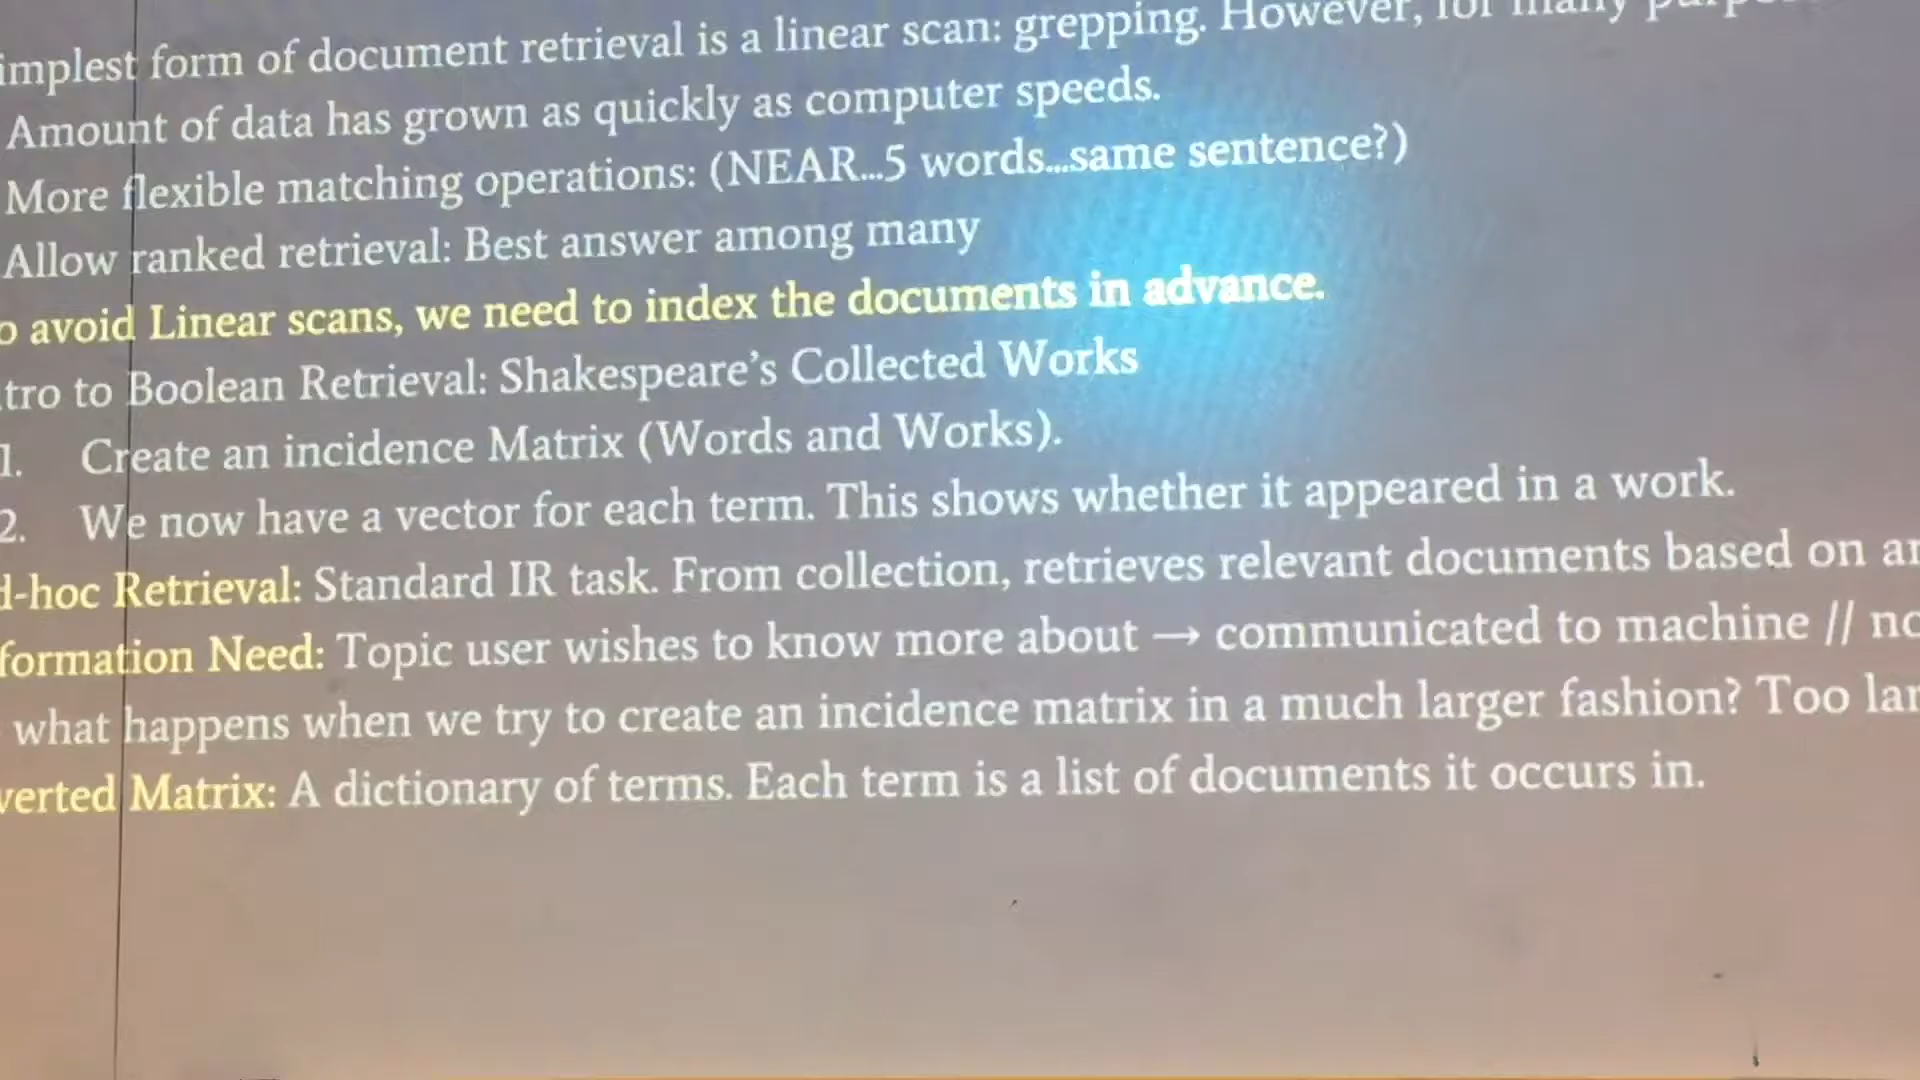 implest form of document retrieval is a linear scan: grepping. However, for many
Amount of data has grown as quickly as computer speeds.
More flexible matching operations: (NEAR...5 words...same sentence?)
Allow ranked retrieval: Best answer among many
o avoid Linear scans, we need to index the documents in advance.
tro to Boolean Retrieval: Shakespeare's Collected Works
1. Create an incidence Matrix (Words and Works).
2. We now have a vector for each term. This shows whether it appeared in a work.
d-hoc Retrieval: Standard IR task. From collection, retrieves relevant documents based on
formation Need: Topic user wishes to know more about → communicated to machine //
what happens when we try to create an incidence matrix in a much larger fashion? Too
verted Matrix: A dictionary of terms. Each term is a list of documents it occurs in.